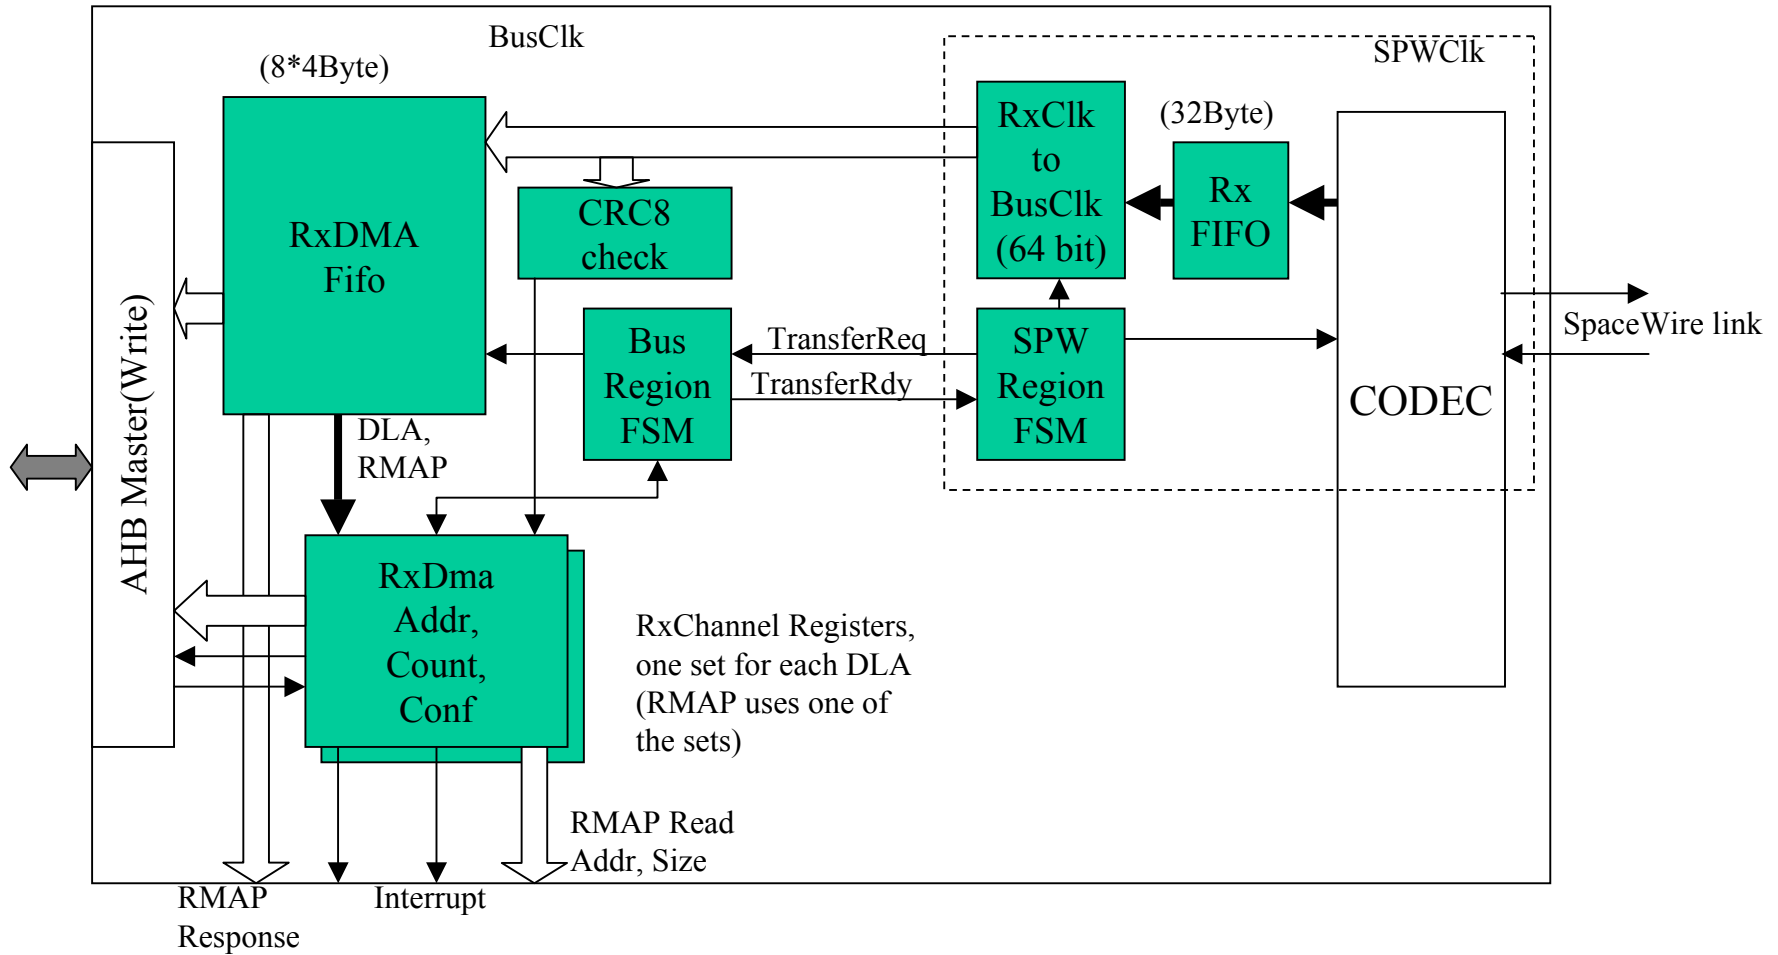 BusClk
SPWClk
(8*4Byte)
RxDMA
Fifo
RxClk
to
BusClk
(64 bit)
(32Byte)
Rx
FIFO
CRC8
check
AHB Master(Write)
Bus
Region
FSM
TransferReq
TransferRdy
SPW
Region
FSM
CODEC
SpaceWire link
DLA,
RMAP
RxDma
Addr,
Count,
Conf
RxChannel Registers,
one set for each DLA
(RMAP uses one of
the sets)
RMAP Read
Addr, Size
RMAP
Response
Interrupt